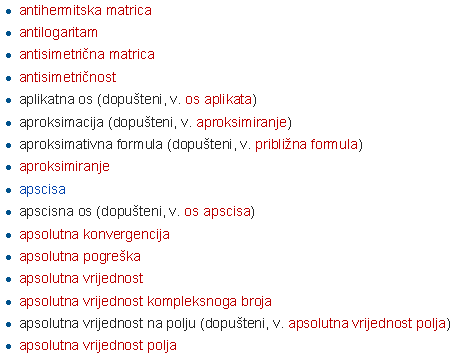 antihermitska matrica
antilogaritam
antisimetrična matrica
antisimetričnost
aplikatna os (dopušteni, v. os aplikata)
aproksimacija (dopušteni, v. aproksimiranje)
aproksimativna formula (dopušteni, v. približna formula)
aproksimiranje
apscisa
apscisna os (dopušteni, v. os apscisa)
apsolutna konvergencija
apsolutna pogreška
apsolutna vrijednost
apsolutna vrijednost kompleksnoga broja
apsolutna vrijednost na polju (dopušteni, v. apsolutna vrijednost polja)
apsolutna vrijednost polja